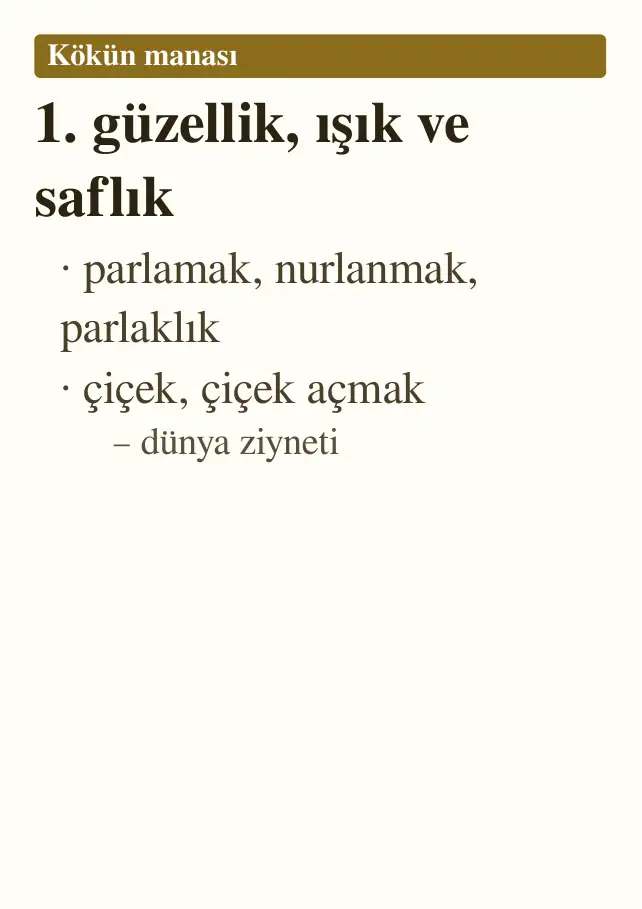 Kökün manası
1. güzellik, ışık ve
saflık
· parlamak, nurlanmak,
parlaklık
· çiçek, çiçek açmak
– dünya ziyneti